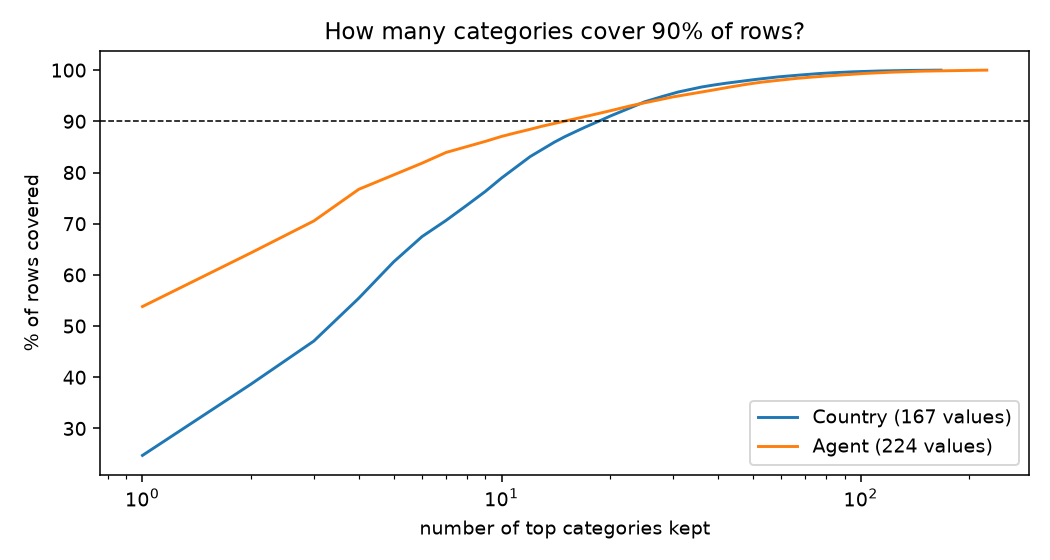 How many categories cover 90% of rows?
% of rows covered
100
90
80
70
60
50
40
30
Country (167 values)
Agent (224 values)
10⁰
10¹
10²
number of top categories kept